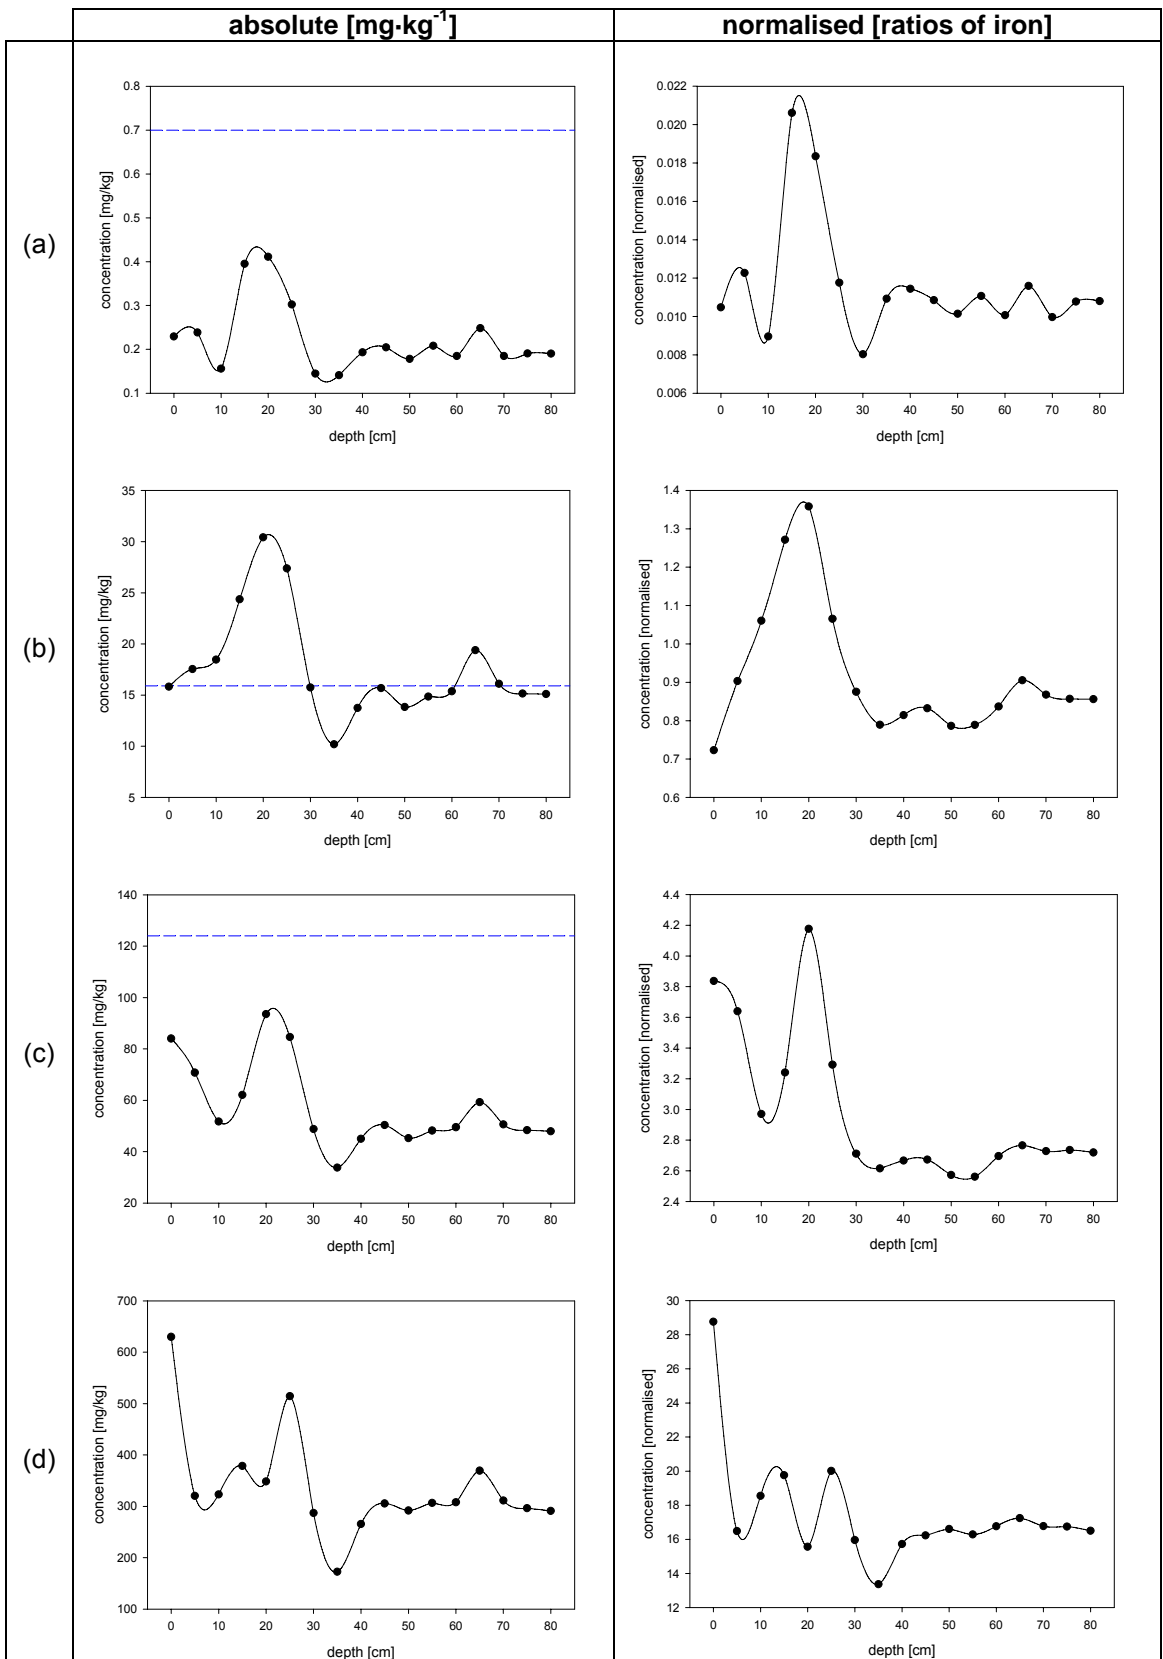 absolute [mg·kg⁻¹]
normalised [ratios of iron]
(a)
0.8
0.7
0.6
0.5
0.4
0.3
0.2
0.1
concentration [mg/kg]
0 10 20 30 40 50 60 70 80
depth [cm]
0.022
0.020
0.018
0.016
0.014
0.012
0.010
0.008
0.006
concentration [normalised]
0 10 20 30 40 50 60 70 80
depth [cm]
(b)
35
30
25
20
15
10
5
concentration [mg/kg]
0 10 20 30 40 50 60 70 80
depth [cm]
1.4
1.3
1.2
1.1
1.0
0.9
0.8
0.7
0.6
concentration [normalised]
0 10 20 30 40 50 60 70 80
depth [cm]
(c)
140
120
100
80
60
40
20
concentration [mg/kg]
0 10 20 30 40 50 60 70 80
depth [cm]
4.4
4.2
4.0
3.8
3.6
3.4
3.2
3.0
2.8
2.6
2.4
concentration [normalised]
0 10 20 30 40 50 60 70 80
depth [cm]
(d)
700
600
500
400
300
200
100
concentration [mg/kg]
0 10 20 30 40 50 60 70 80
depth [cm]
30
28
26
24
22
20
18
16
14
12
concentration [normalised]
0 10 20 30 40 50 60 70 80
depth [cm]